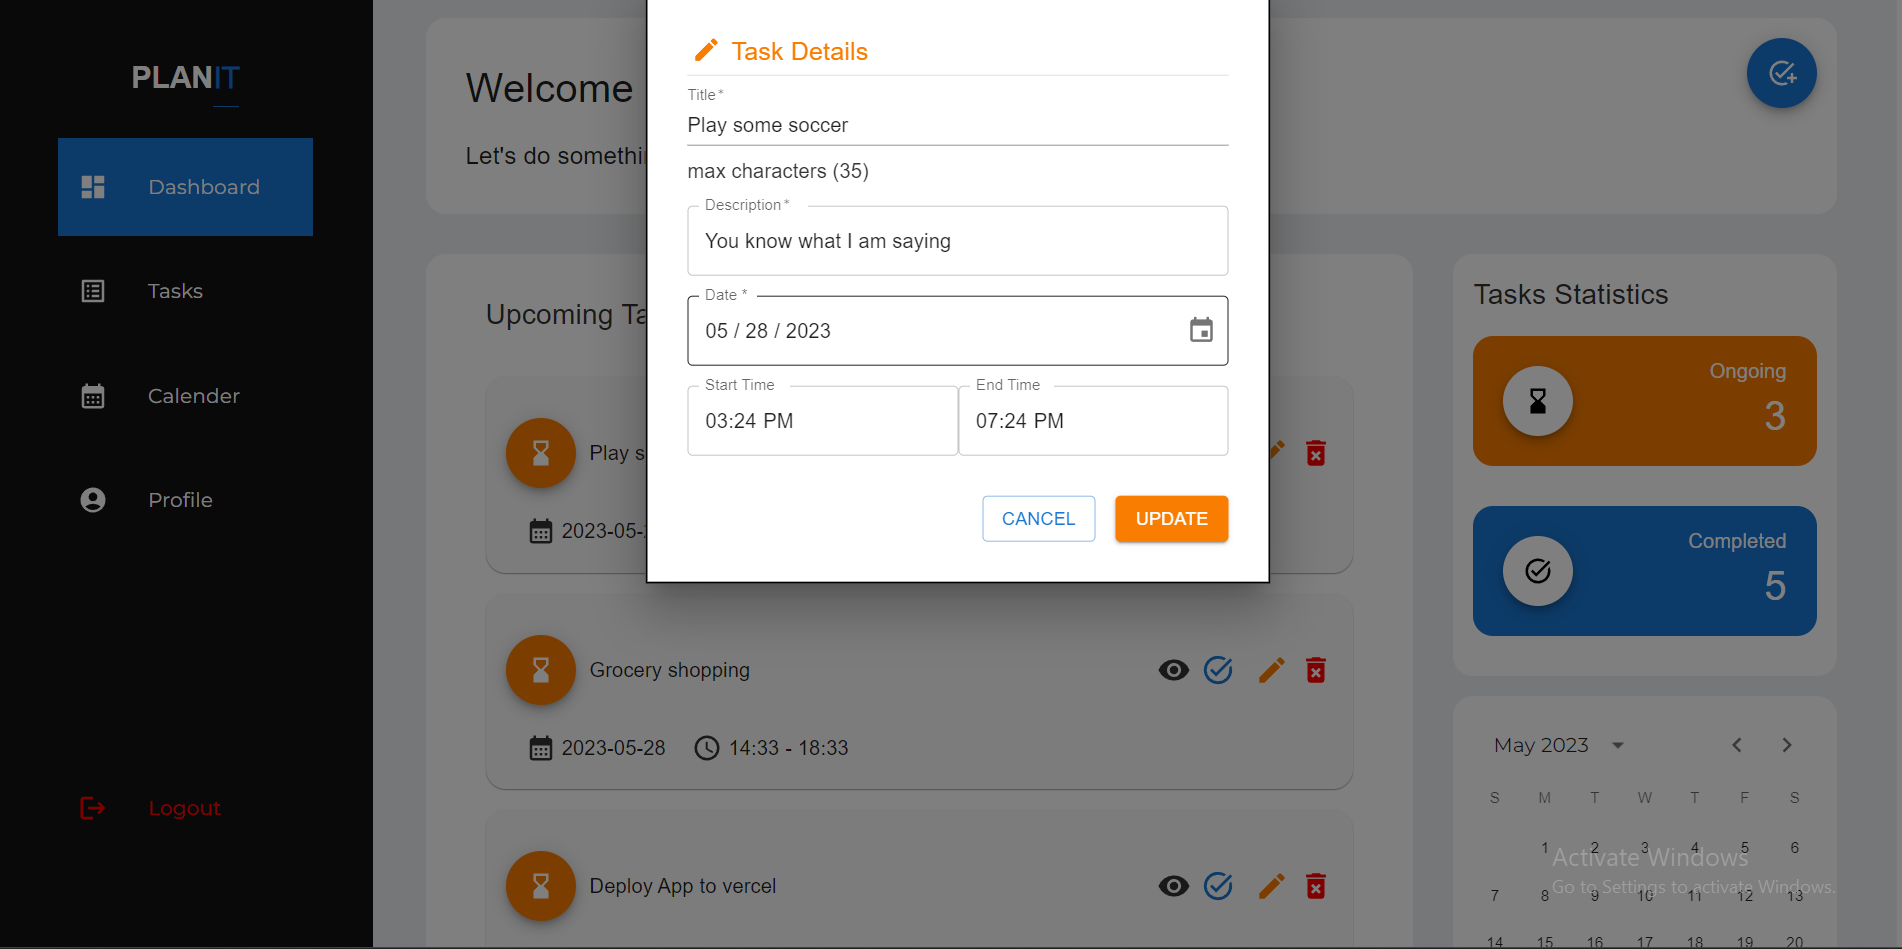 PLANIT
Dashboard
Tasks
Calender
Profile
Logout
Welcome
Let's do somethi
Task Details
Title *
Play some soccer
max characters (35)
Description *
You know what I am saying
Date *
05 / 28 / 2023
Start Time
03:24 PM
End Time
07:24 PM
CANCEL
UPDATE
Upcoming Ta
Play s
2023-05-
Grocery shopping
2023-05-28 14:33 - 18:33
Deploy App to vercel
Tasks Statistics
Ongoing
3
Completed
5
May 2023
S M T W T F S
1 2 3 4 5 6
7 8 9 10 11 12 13
14 15 16 17 18 19 20
Activate Windows
Go to Settings to activate Windows.